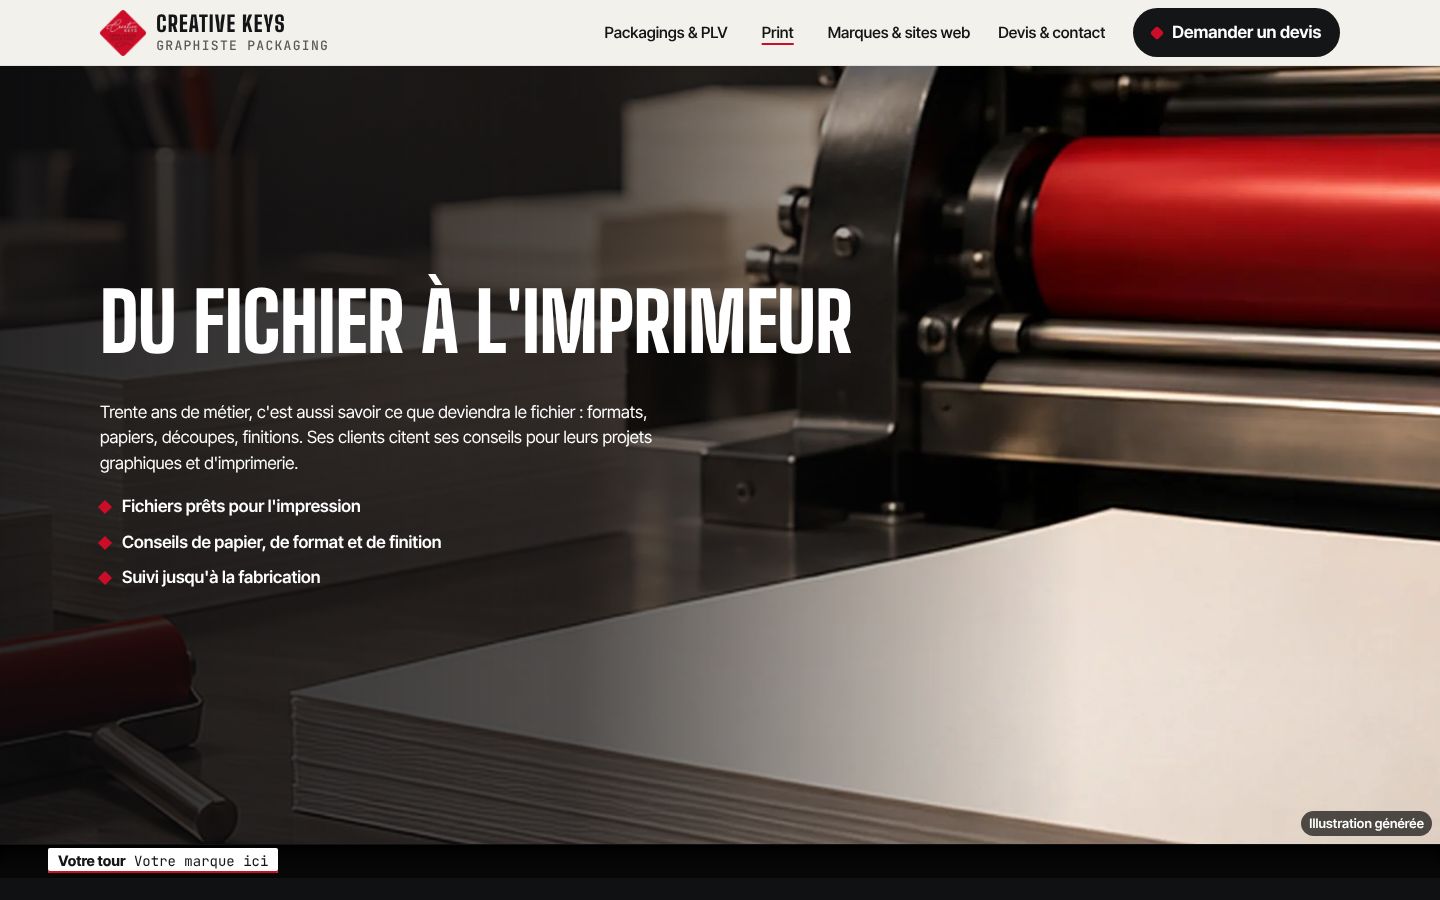 CREATIVE KEYS
GRAPHISTE PACKAGING
Packagings & PLV
Print
Marques & sites web
Devis & contact
Demander un devis
DU FICHIER À L'IMPRIMEUR
Trente ans de métier, c'est aussi savoir ce que deviendra le fichier : formats,
papiers, découpes, finitions. Ses clients citent ses conseils pour leurs projets
graphiques et d'imprimerie.
Fichiers prêts pour l'impression
Conseils de papier, de format et de finition
Suivi jusqu'à la fabrication
Illustration générée
Votre tour Votre marque ici